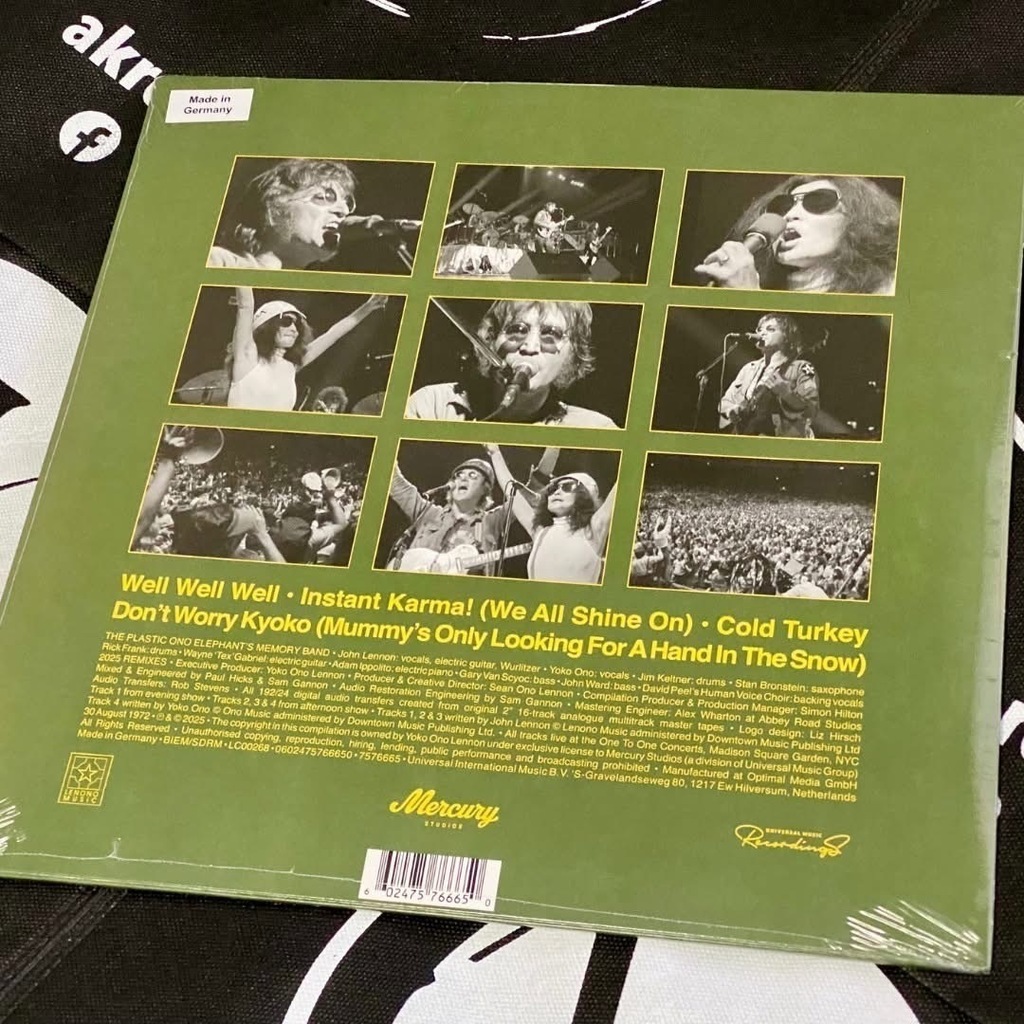 akr
f
Made in
Germany
Well Well Well • Instant Karma! (We All Shine On) • Cold Turkey
Don't Worry Kyoko (Mummy's Only Looking For A Hand In The Snow)
THE PLASTIC ONO ELEPHANT'S MEMORY BAND • John Lennon: vocals, electric guitar, Wurlitzer • Yoko Ono: vocals • Jim Keltner: drums • Stan Bronstein: saxophone
Rick Frank: drums • Wayne 'Tex' Gabriel: electric guitar • Adam Ippolito: electric piano • Gary Van Scyoc: bass • John Ward: bass • David Peel's Human Voice Choir: backing vocals
2025 REMIXES • Executive Producer: Yoko Ono Lennon • Producer & Creative Director: Sean Ono Lennon • Compilation Producer & Production Manager: Simon Hilton
Mixed & Engineered by Paul Hicks & Sam Gannon • Audio Restoration Engineering by Sam Gannon • Mastering Engineer: Alex Wharton at Abbey Road Studios
Audio Transfers: Rob Stevens • All 192/24 digital audio transfers created from original 2" 16-track analogue multitrack master tapes • Logo design: Liz Hirsch
Track 1 from evening show • Tracks 2, 3 & 4 from afternoon show • Tracks 1, 2 & 3 written by John Lennon © Lenono Music administered by Downtown Music Publishing Ltd
Track 4 written by Yoko Ono © Ono Music administered by Downtown Music Publishing Ltd. • All tracks live at the One To One Concerts, Madison Square Garden, NYC
30 August 1972 • ℗ & © 2025 • The copyright in this compilation is owned by Yoko Ono Lennon under exclusive license to Mercury Studios (a division of Universal Music Group)
All Rights Reserved • Unauthorised copying, reproduction, hiring, lending, public performance and broadcasting prohibited • Manufactured at Optimal Media GmbH
Made in Germany • BIEM/SDRM • LC00268 • 0602475766650 • 7576665 • Universal International Music B.V. 'S-Gravelandseweg 80, 1217 Ew Hilversum, Netherlands
LENONO
MUSIC
Mercury
STUDIOS
UNIVERSAL MUSIC
Recordings
6 02475 76665 0